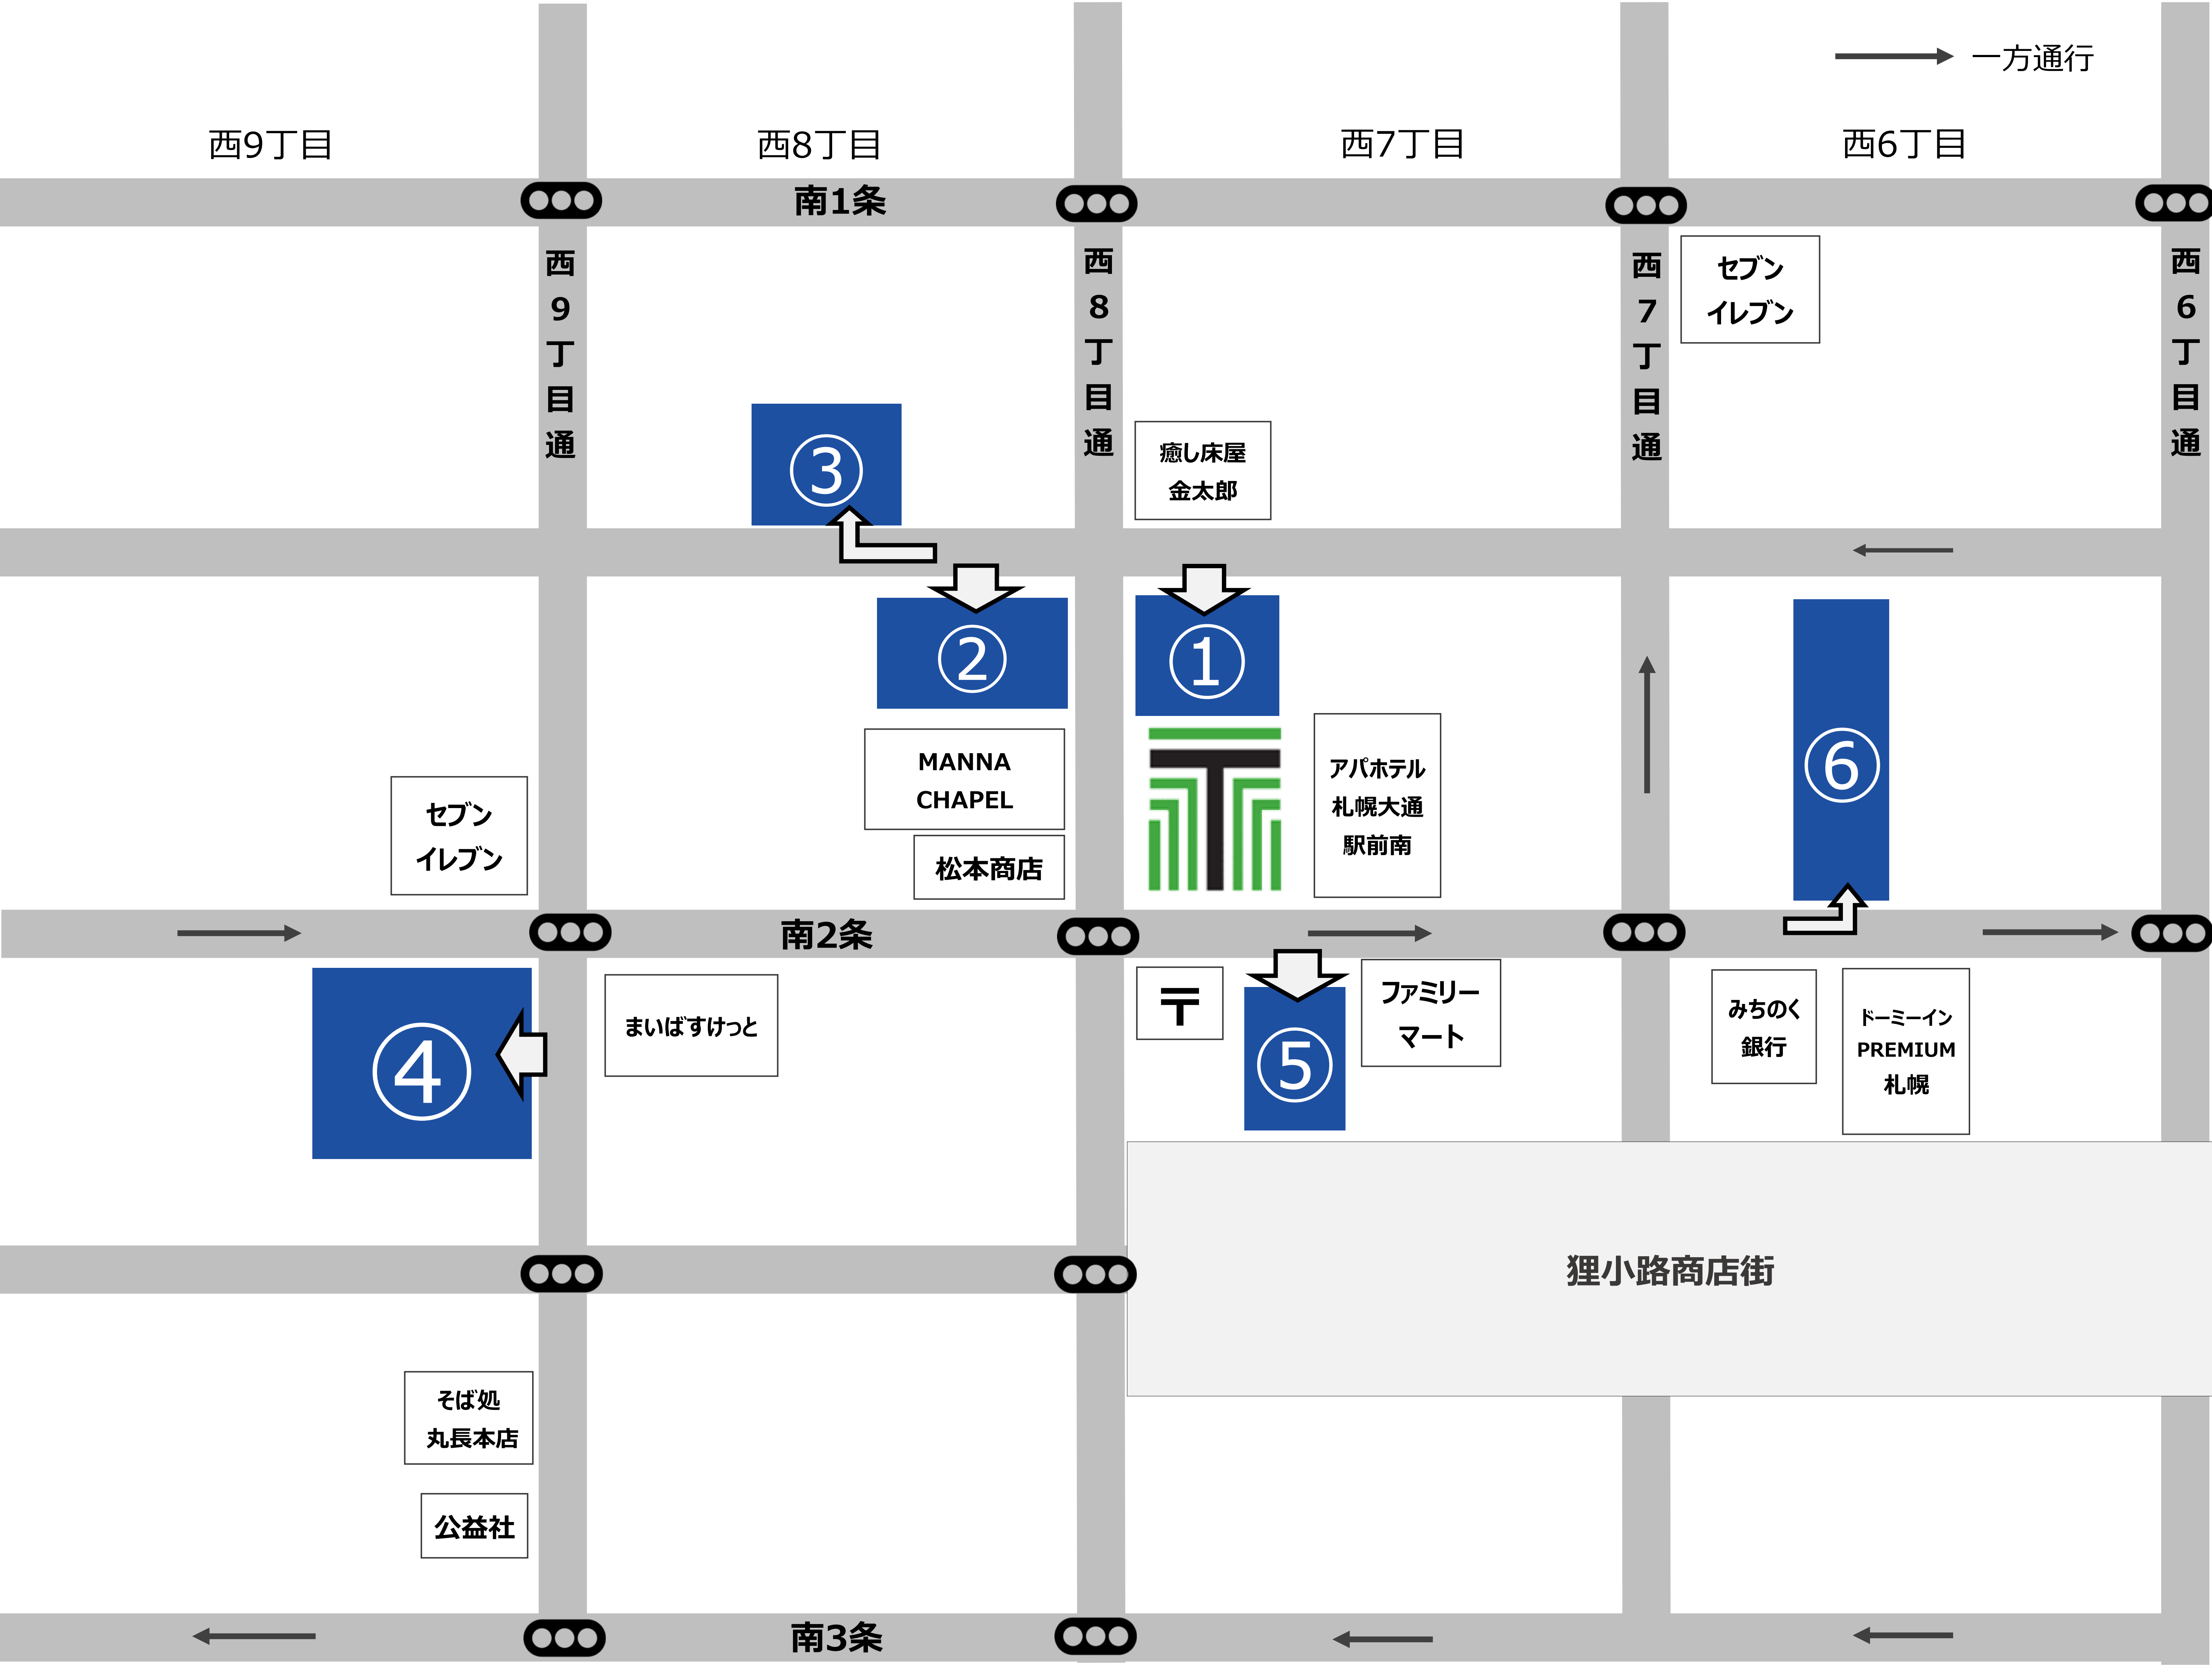 一方通行
西9丁目
西8丁目
西7丁目
西6丁目
南1条
西9丁目通
西8丁目通
西7丁目通
西6丁目通
セブン
イレブン
③
癒し床屋
金太郎
②
①
⑥
MANNA
CHAPEL
松本商店
アパホテル
札幌大通
駅前南
セブン
イレブン
南2条
④
まいばすけっと
〒
⑤
ファミリー
マート
みちのく
銀行
ドーミーイン
PREMIUM
札幌
狸小路商店街
そば処
丸長本店
公益社
南3条